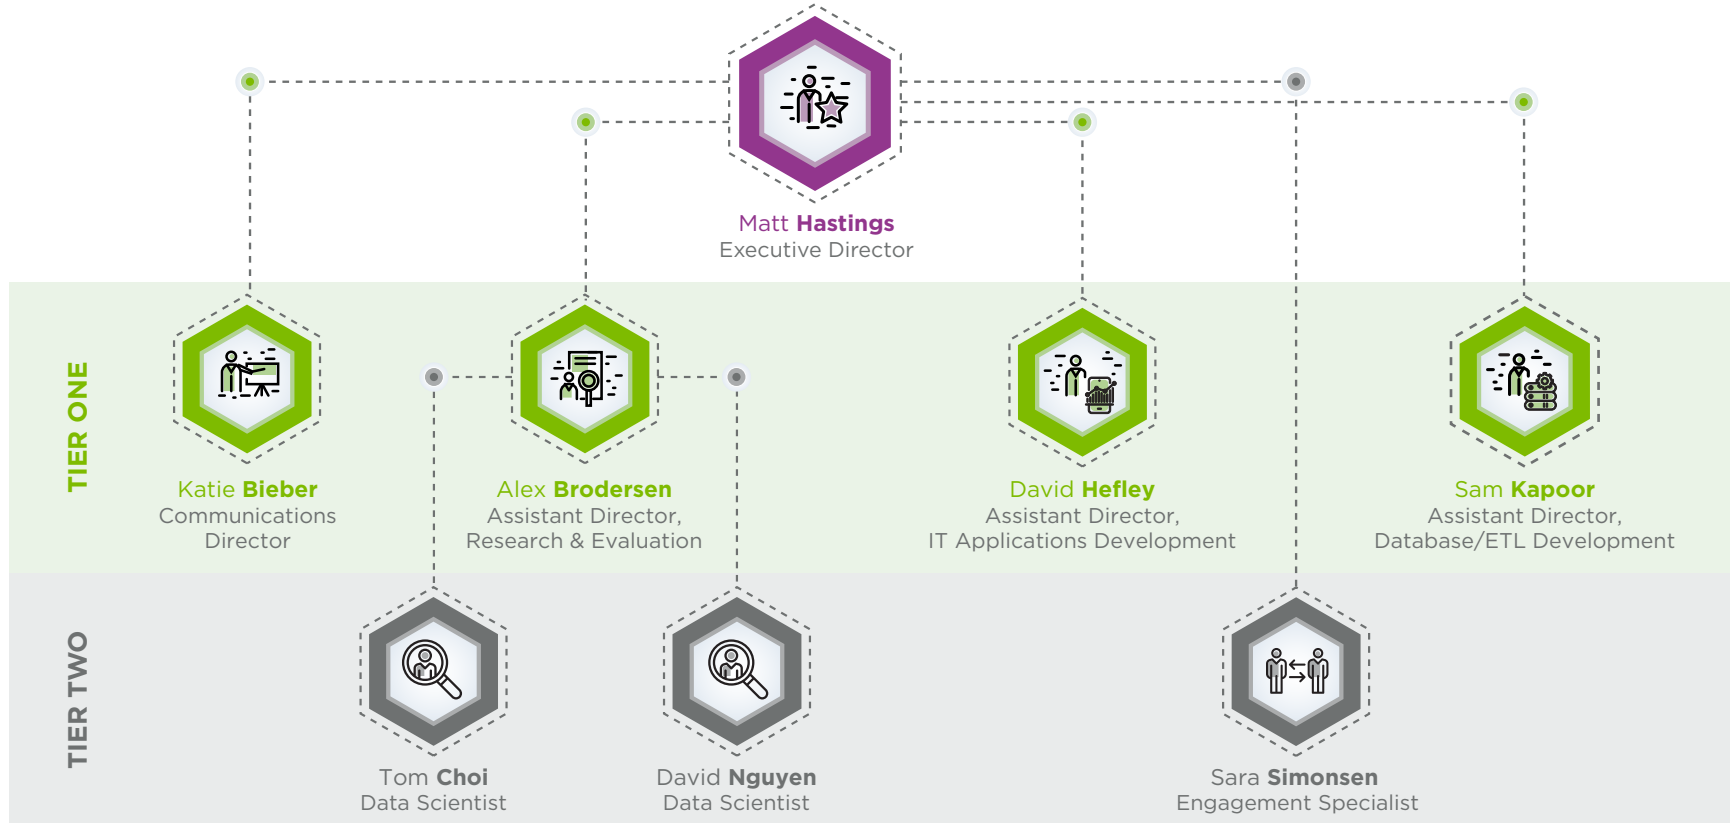 Matt Hastings
Executive Director
TIER ONE
Katie Bieber
Communications
Director
Alex Brodersen
Assistant Director,
Research & Evaluation
David Hefley
Assistant Director,
IT Applications Development
Sam Kapoor
Assistant Director,
Database/ETL Development
TIER TWO
Tom Choi
Data Scientist
David Nguyen
Data Scientist
Sara Simonsen
Engagement Specialist